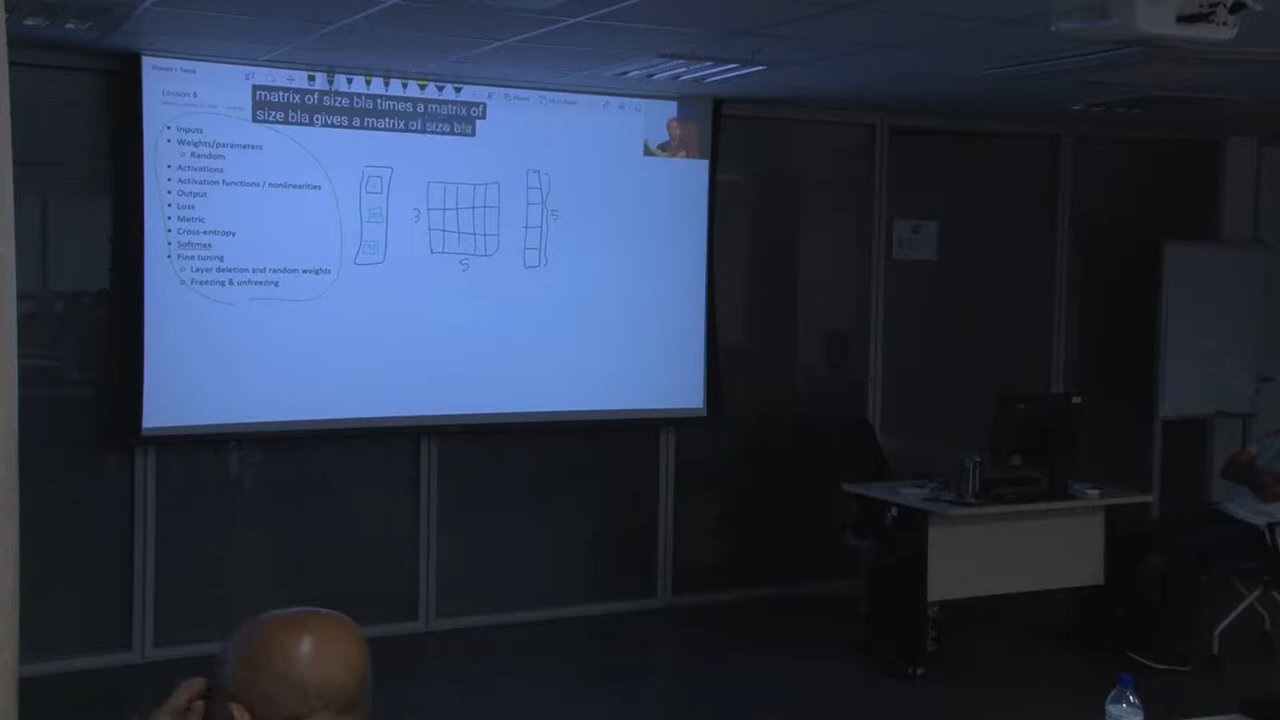 Lesson 4
matrix of size bla times a matrix of
size bla gives a matrix of size blr
Inputs
Weights/parameters
Random
Activations
Activation functions / nonlinearities
Output
Loss
Metric
Cross-entropy
Softmax
Fine tuning
Layer deletion and random weights
Freezing & unfreezing
3
5
5